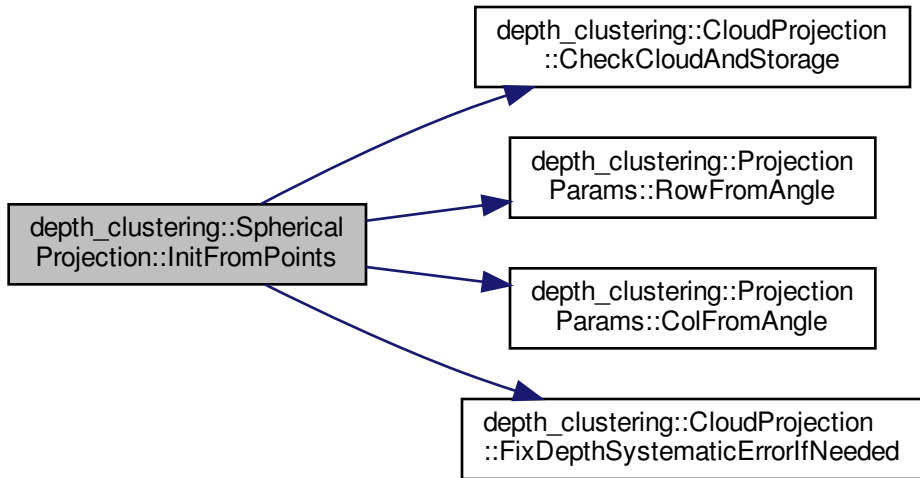 depth_clustering::CloudProjection
::CheckCloudAndStorage
depth_clustering::Projection
Params::RowFromAngle
depth_clustering::Spherical
Projection::InitFromPoints
depth_clustering::Projection
Params::ColFromAngle
depth_clustering::CloudProjection
::FixDepthSystematicErrorIfNeeded